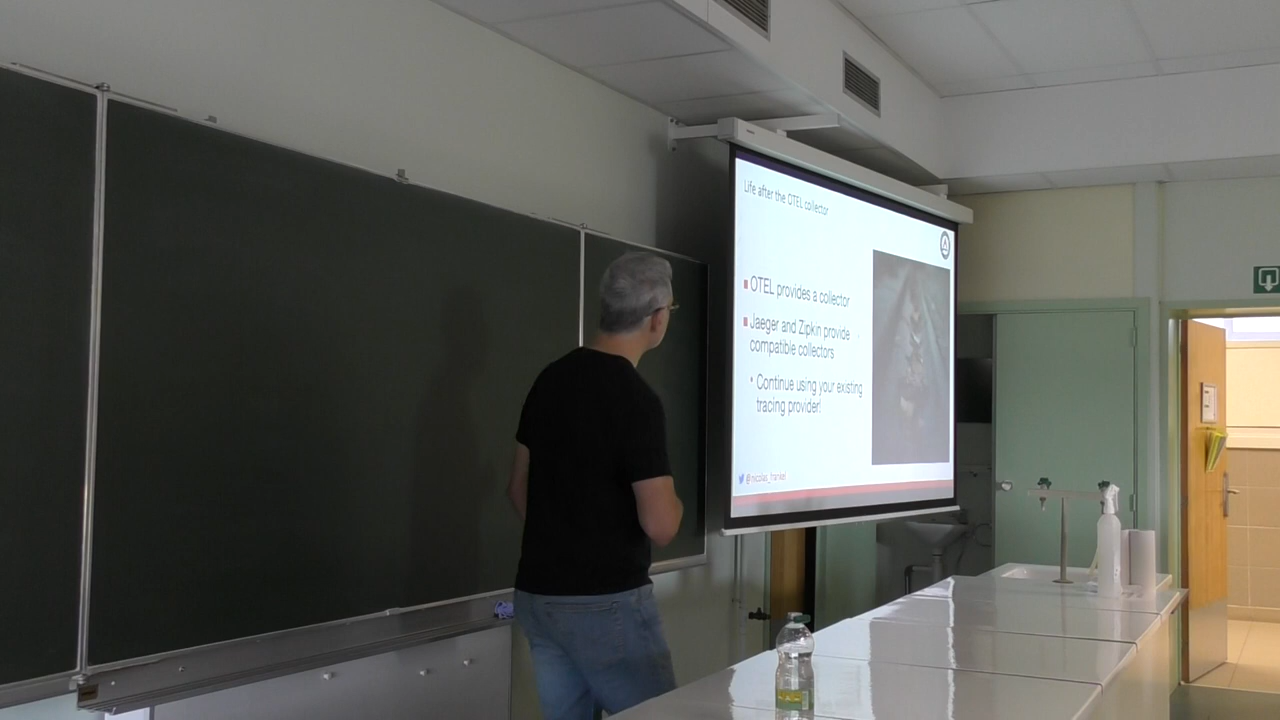 Life after the OTEL collector
OTEL provides a collector
Jaeger and Zipkin provide
compatible collectors
Continue using your existing
tracing provider!
@nicolas_frankel